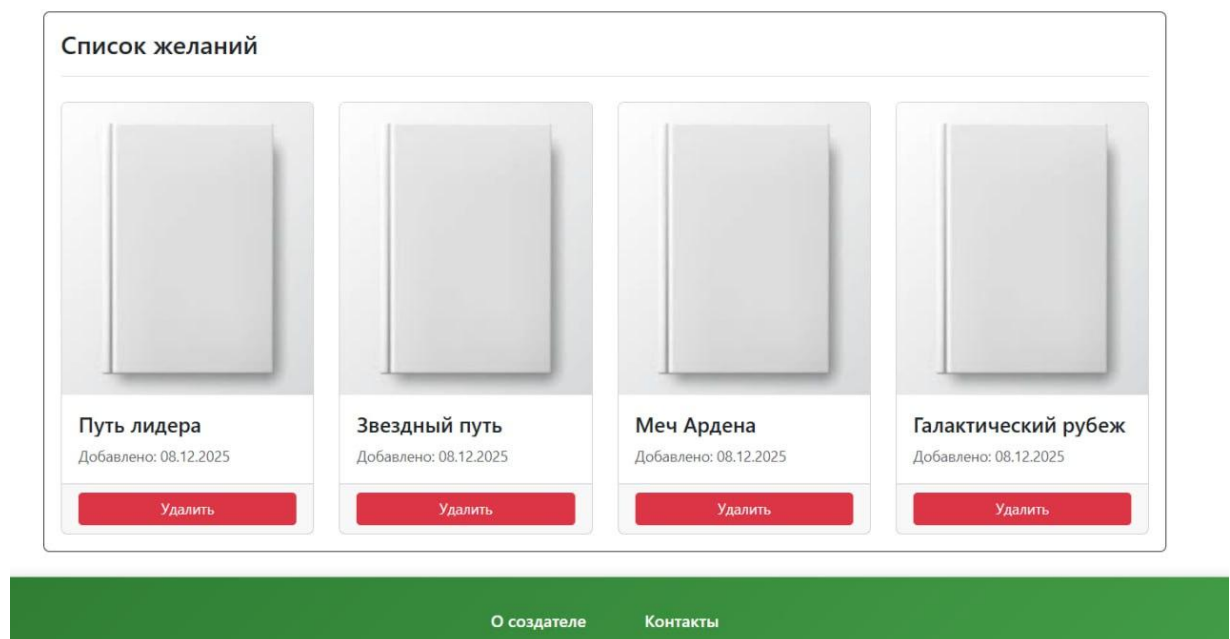 Список желаний
Путь лидера
Добавлено: 08.12.2025
Удалить
Звездный путь
Добавлено: 08.12.2025
Удалить
Меч Ардена
Добавлено: 08.12.2025
Удалить
Галактический рубеж
Добавлено: 08.12.2025
Удалить
О создателе
Контакты